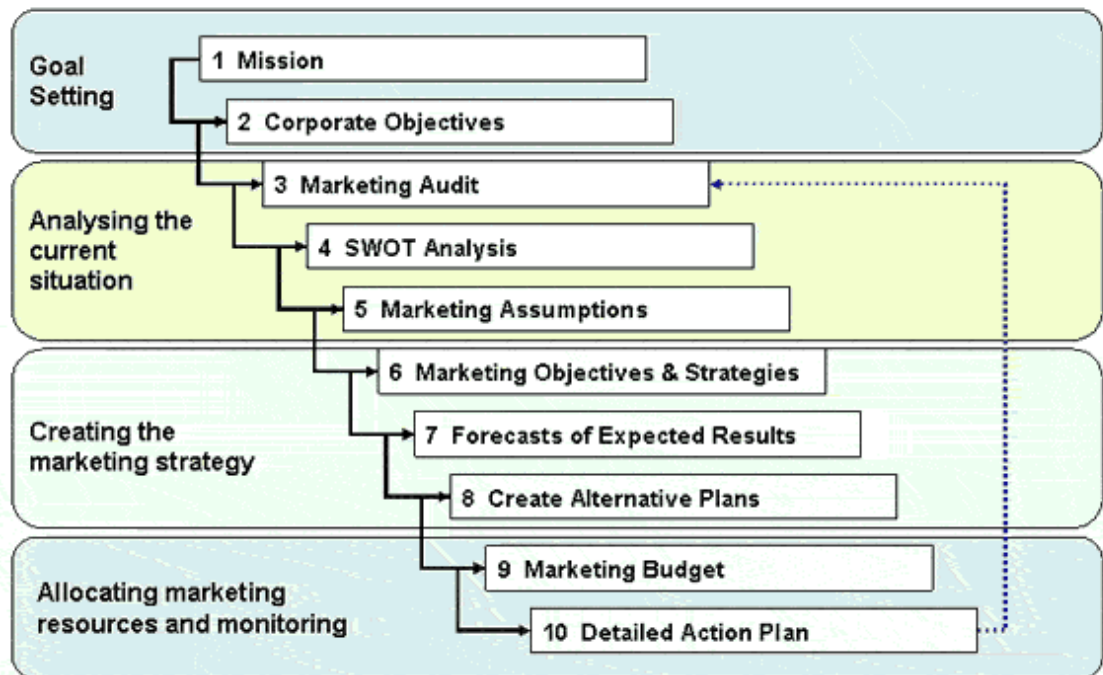 Goal
Setting
1 Mission
2 Corporate Objectives
Analysing the
current
situation
3 Marketing Audit
4 SWOT Analysis
5 Marketing Assumptions
Creating the
marketing strategy
6 Marketing Objectives & Strategies
7 Forecasts of Expected Results
8 Create Alternative Plans
Allocating marketing
resources and monitoring
9 Marketing Budget
10 Detailed Action Plan